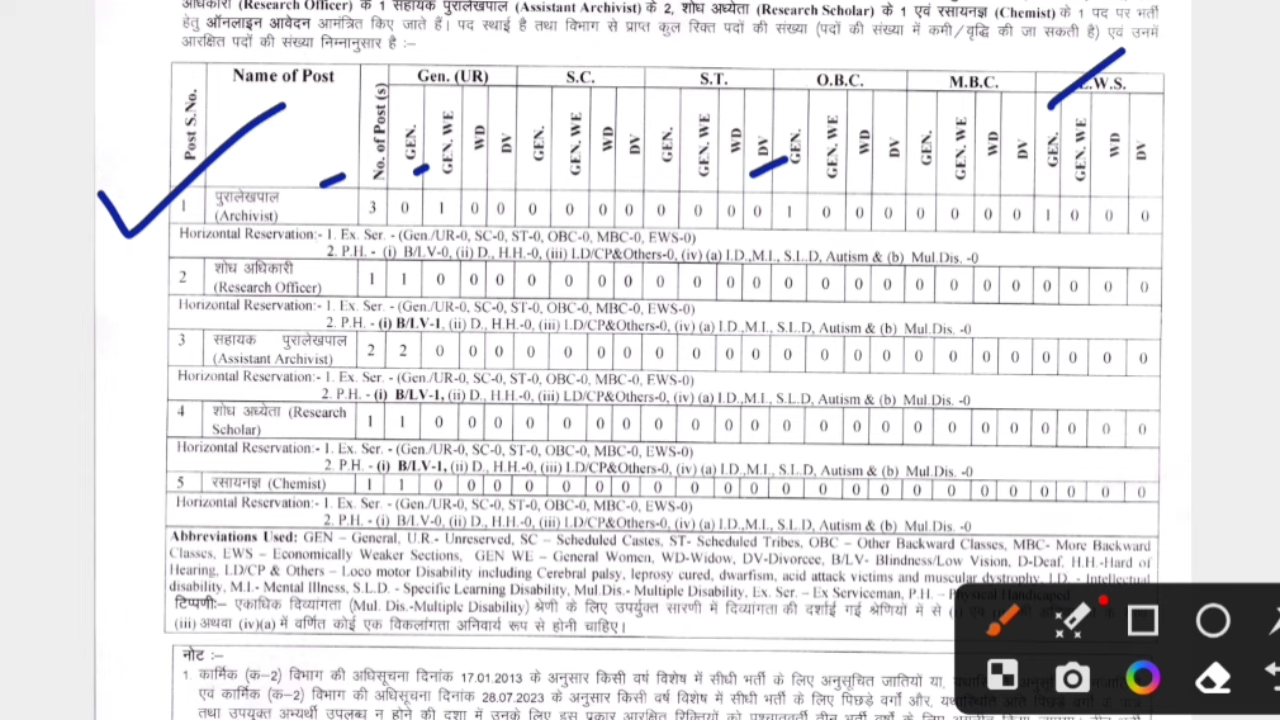 अधिकारी (Research Officer) के 1 सहायक पुरालेखपाल (Assistant Archivist) के 2, शोध अध्येता (Research Scholar) के 1 एवं रसायनज्ञ (Chemist) के 1 पद पर भर्ती
हेतु ऑनलाइन आवेदन आमंत्रित किए जाते हैं। पद स्थाई है तथा विभाग से प्राप्त कुल रिक्त पदों की संख्या (पदों की संख्या में कमी/वृद्धि की जा सकती है) एवं उनमें
आरक्षित पदों की संख्या निम्नानुसार है :–
Post S.No. Name of Post No. of Post (s) Gen. (UR) S.C. S.T. O.B.C. M.B.C. .W.S.
GEN. GEN. WE WD DV GEN. GEN. WE WD DV GEN. GEN. WE WD DV GEN. GEN. WE WD DV GEN. GEN. WE WD DV GEN. GEN. WE WD DV
1 पुरालेखपाल (Archivist) 3 0 1 0 0 0 0 0 0 0 0 0 0 1 0 0 0 0 0 0 0 1 0 0 0
Horizontal Reservation:- 1. Ex. Ser. - (Gen./UR-0, SC-0, ST-0, OBC-0, MBC-0, EWS-0)
2. P.H. - (i) B/LV-0, (ii) D., H.H.-0, (iii) LD/CP&Others-0, (iv) (a) I.D.,M.I., S.L.D, Autism & (b) Mul.Dis. -0
2 शोध अधिकारी (Research Officer) 1 1 0 0 0 0 0 0 0 0 0 0 0 0 0 0 0 0 0 0 0 0 0 0 0
Horizontal Reservation:- 1. Ex. Ser. - (Gen./UR-0, SC-0, ST-0, OBC-0, MBC-0, EWS-0)
2. P.H. - (i) B/LV-1, (ii) D., H.H.-0, (iii) LD/CP&Others-0, (iv) (a) I.D.,M.I., S.L.D, Autism & (b) Mul.Dis. -0
3 सहायक पुरालेखपाल (Assistant Archivist) 2 2 0 0 0 0 0 0 0 0 0 0 0 0 0 0 0 0 0 0 0 0 0 0 0
Horizontal Reservation:- 1. Ex. Ser. - (Gen./UR-0, SC-0, ST-0, OBC-0, MBC-0, EWS-0)
2. P.H. - (i) B/LV-1, (ii) D., H.H.-0, (iii) LD/CP&Others-0, (iv) (a) I.D.,M.I., S.L.D, Autism & (b) Mul.Dis. -0
4 शोध अध्येता (Research Scholar) 1 1 0 0 0 0 0 0 0 0 0 0 0 0 0 0 0 0 0 0 0 0 0 0 0
Horizontal Reservation:- 1. Ex. Ser. - (Gen./UR-0, SC-0, ST-0, OBC-0, MBC-0, EWS-0)
2. P.H. - (i) B/LV-1, (ii) D., H.H.-0, (iii) LD/CP&Others-0, (iv) (a) I.D.,M.I., S.L.D, Autism & (b) Mul.Dis. -0
5 रसायनज्ञ (Chemist) 1 1 0 0 0 0 0 0 0 0 0 0 0 0 0 0 0 0 0 0 0 0 0 0 0
Horizontal Reservation:- 1. Ex. Ser. - (Gen./UR-0, SC-0, ST-0, OBC-0, MBC-0, EWS-0)
2. P.H. - (i) B/LV-0, (ii) D., H.H.-0, (iii) LD/CP&Others-0, (iv) (a) I.D.,M.I., S.L.D, Autism & (b) Mul.Dis. -0
Abbreviations Used: GEN – General, U.R.- Unreserved, SC – Scheduled Castes, ST- Scheduled Tribes, OBC – Other Backward Classes, MBC- More Backward
Classes, EWS – Economically Weaker Sections, GEN WE – General Women, WD-Widow, DV-Divorcee, B/LV- Blindness/Low Vision, D-Deaf, H.H.-Hard of
Hearing, LD/CP & Others – Loco motor Disability including Cerebral palsy, leprosy cured, dwarfism, acid attack victims and muscular dystrophy, I.D. - Intellectual
disability, M.I.- Mental Illness, S.L.D. - Specific Learning Disability, Mul.Dis.- Multiple Disability, Ex. Ser. – Ex Serviceman, P.H. – Physical Handicaped
टिप्पणी:– एकाधिक दिव्यांगता (Mul. Dis.-Multiple Disability) श्रेणी के लिए उपर्युक्त सारणी में दिव्यांगता की दर्शाई गई श्रेणियों में से (i)
(iii) अथवा (iv)(a) में वर्णित कोई एक विकलांगता अनिवार्य रूप से होनी चाहिए।
नोट :–
1. कार्मिक (क–2) विभाग की अधिसूचना दिनांक 17.01.2013 के अनुसार किसी वर्ष विशेष में सीधी भर्ती के लिए अनुसूचित जातियों या,
एवं कार्मिक (क–2) विभाग की अधिसूचना दिनांक 28.07.2023 के अनुसार किसी वर्ष विशेष में सीधी भर्ती के लिए पिछड़े वर्गों और,